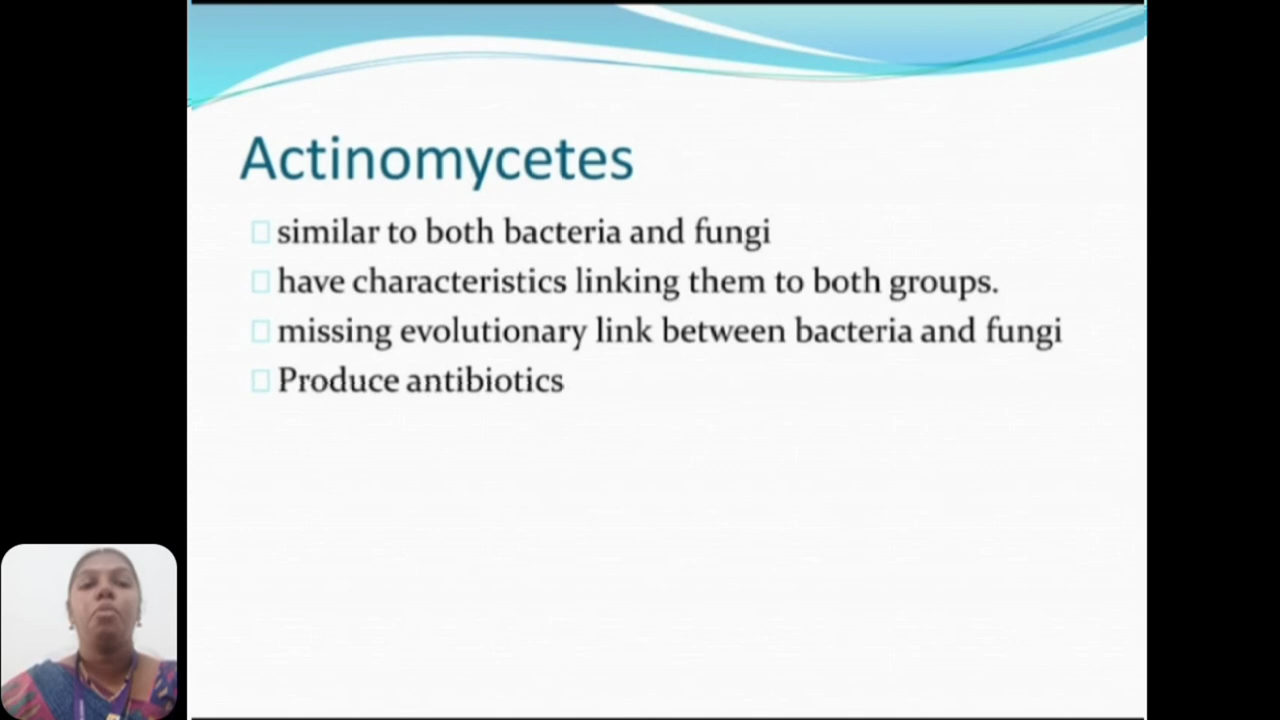 Actinomycetes
similar to both bacteria and fungi
have characteristics linking them to both groups.
missing evolutionary link between bacteria and fungi
Produce antibiotics